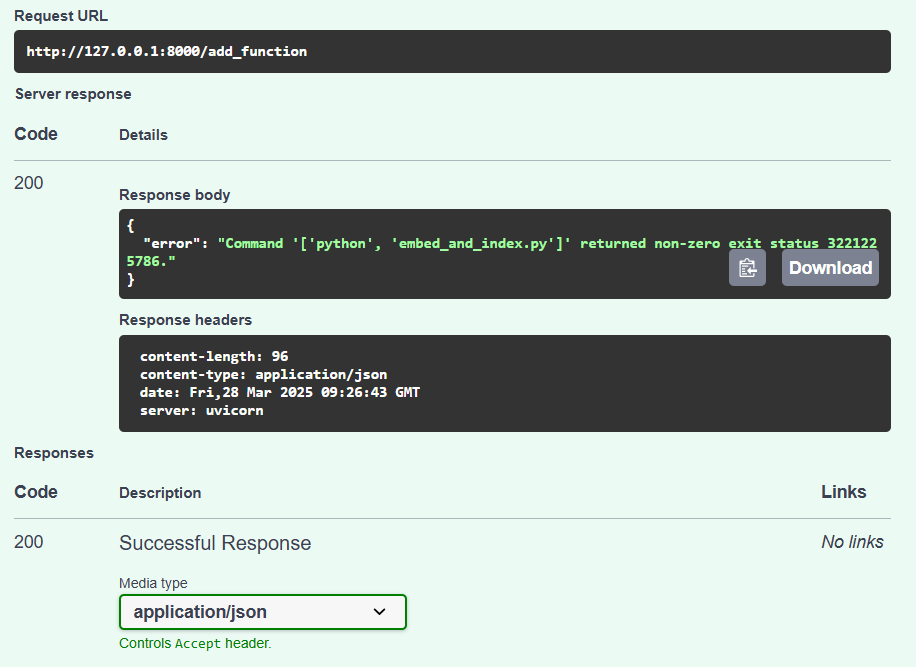 Request URL
http://127.0.0.1:8000/add_function
Server response
Code Details
200
Response body
{
"error": "Command '['python', 'embed_and_index.py']' returned non-zero exit status 322122
5786."
}
Download
Response headers
content-length: 96
content-type: application/json
date: Fri,28 Mar 2025 09:26:43 GMT
server: uvicorn
Responses
Code Description Links
200 Successful Response No links
Media type
application/json
Controls Accept header.